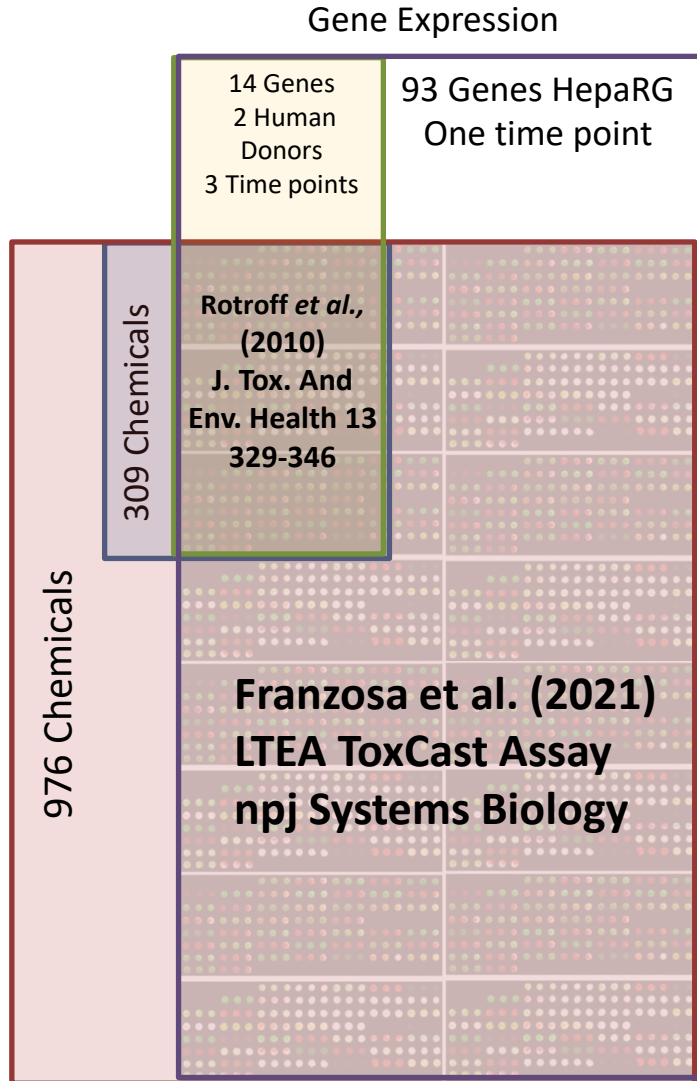 Gene Expression
14 Genes
2 Human
Donors
3 Time points
93 Genes HepaRG
One time point
309 Chemicals
Rotroff et al.,
(2010)
J. Tox. And
Env. Health 13
329-346
976 Chemicals
Franzosa et al. (2021)
LTEA ToxCast Assay
npj Systems Biology